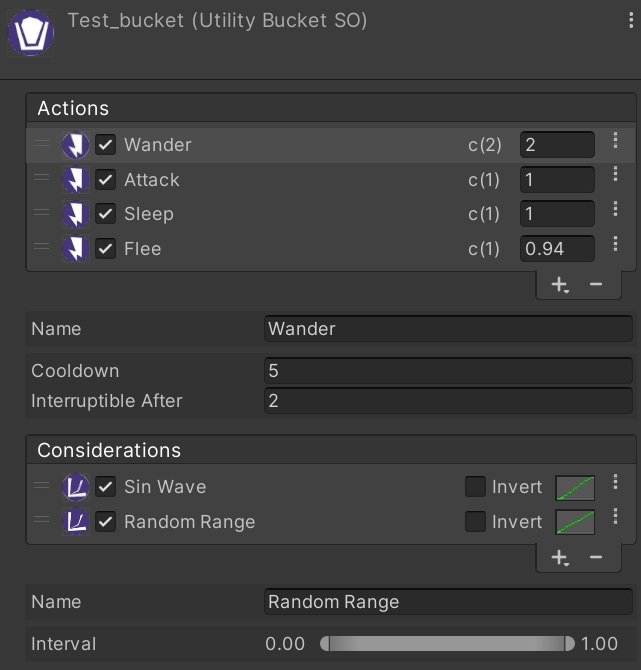 Test_bucket (Utility Bucket SO)
Actions
Wander c(2) 2
Attack c(1) 1
Sleep c(1) 1
Flee c(1) 0.94
Name Wander
Cooldown 5
Interruptible After 2
Considerations
Sin Wave Invert
Random Range Invert
Name Random Range
Interval 0.00 1.00